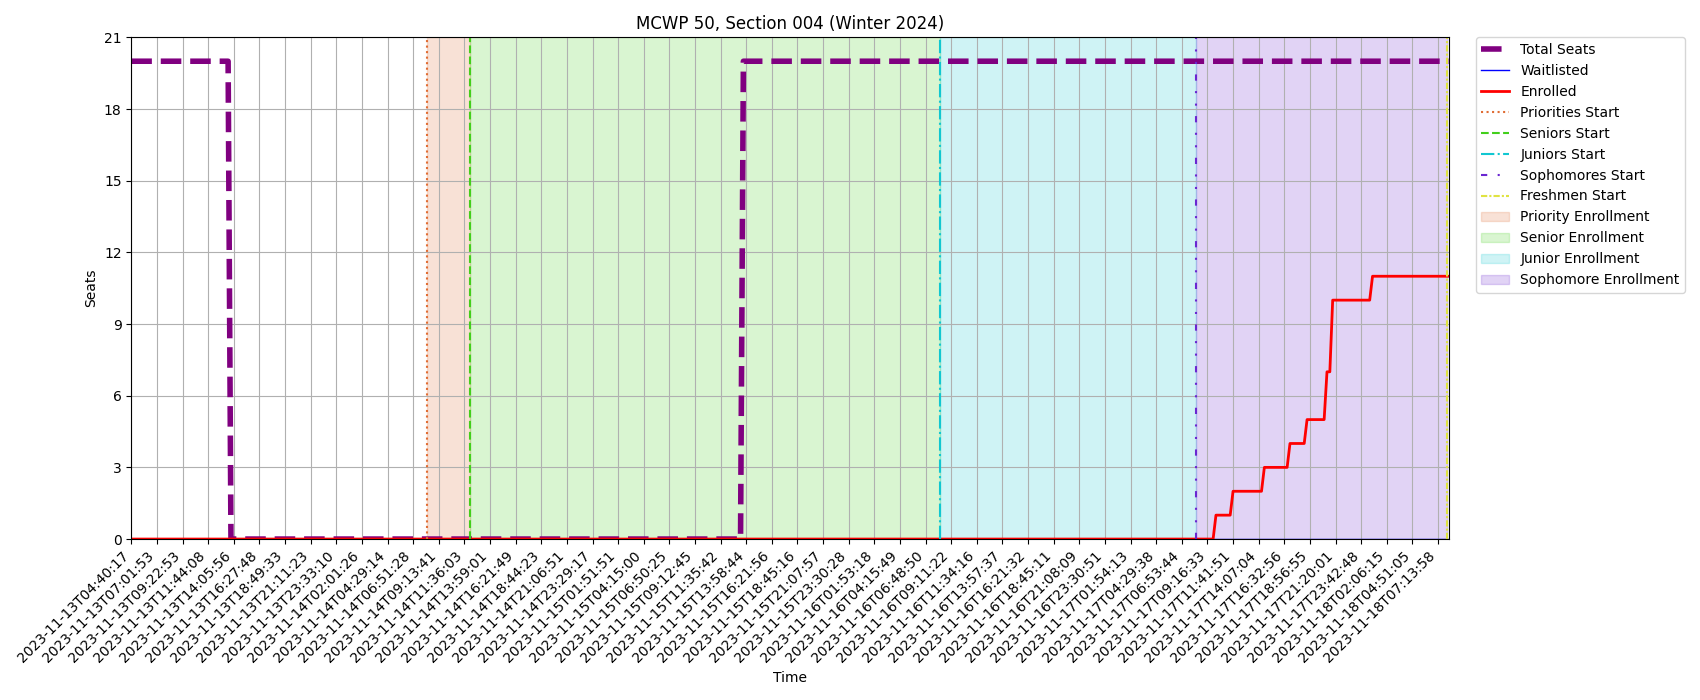 MCWP 50, Section 004 (Winter 2024)
21
18
15
12
9
6
3
0
Seats
2023-11-13T04:40:17
2023-11-13T07:01:53
2023-11-13T09:22:53
2023-11-13T11:44:08
2023-11-13T14:05:56
2023-11-13T16:27:48
2023-11-13T18:49:33
2023-11-13T21:11:23
2023-11-13T23:33:10
2023-11-14T02:01:26
2023-11-14T04:29:14
2023-11-14T06:51:28
2023-11-14T09:13:41
2023-11-14T11:36:03
2023-11-14T13:59:01
2023-11-14T16:21:49
2023-11-14T18:44:23
2023-11-14T21:06:51
2023-11-14T23:29:17
2023-11-15T01:51:51
2023-11-15T04:15:00
2023-11-15T06:50:25
2023-11-15T09:12:45
2023-11-15T11:35:42
2023-11-15T13:58:44
2023-11-15T16:21:56
2023-11-15T18:45:16
2023-11-15T21:07:57
2023-11-15T23:30:28
2023-11-16T01:53:18
2023-11-16T04:15:49
2023-11-16T06:48:50
2023-11-16T09:11:22
2023-11-16T11:34:16
2023-11-16T13:57:37
2023-11-16T16:21:32
2023-11-16T18:45:11
2023-11-16T21:08:09
2023-11-16T23:30:51
2023-11-17T01:54:13
2023-11-17T04:29:38
2023-11-17T06:53:44
2023-11-17T09:16:33
2023-11-17T11:41:51
2023-11-17T14:07:04
2023-11-17T16:32:56
2023-11-17T18:56:55
2023-11-17T21:20:01
2023-11-17T23:42:48
2023-11-18T02:06:15
2023-11-18T04:51:05
2023-11-18T07:13:58
Time
Total Seats
Waitlisted
Enrolled
Priorities Start
Seniors Start
Juniors Start
Sophomores Start
Freshmen Start
Priority Enrollment
Senior Enrollment
Junior Enrollment
Sophomore Enrollment